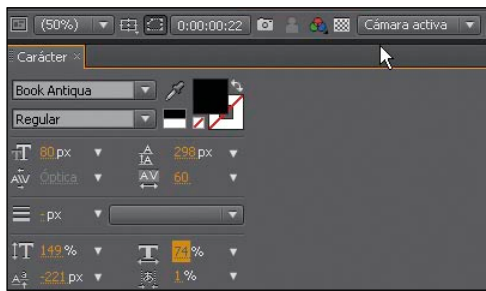 (50%) 0:00:00:22 Cámara activa
Carácter ×
Book Antiqua
Regular
80 px 298 px
Óptica 60
- px
149 % 74 %
-221 px 1 %